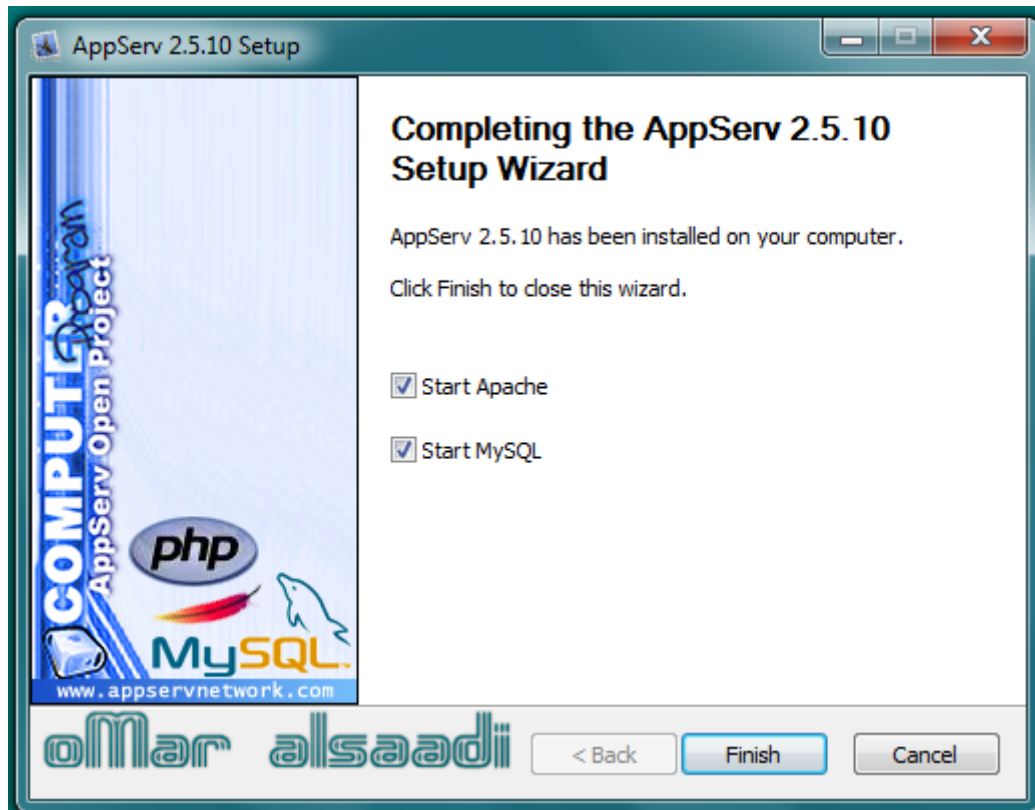 AppServ 2.5.10 Setup
Completing the AppServ 2.5.10
Setup Wizard
AppServ 2.5.10 has been installed on your computer.
Click Finish to close this wizard.
Start Apache
Start MySQL
COMPUTER
Program
AppServ Open Project
php
MySQL
www.appservnetwork.com
oMar alsaadi
< Back
Finish
Cancel